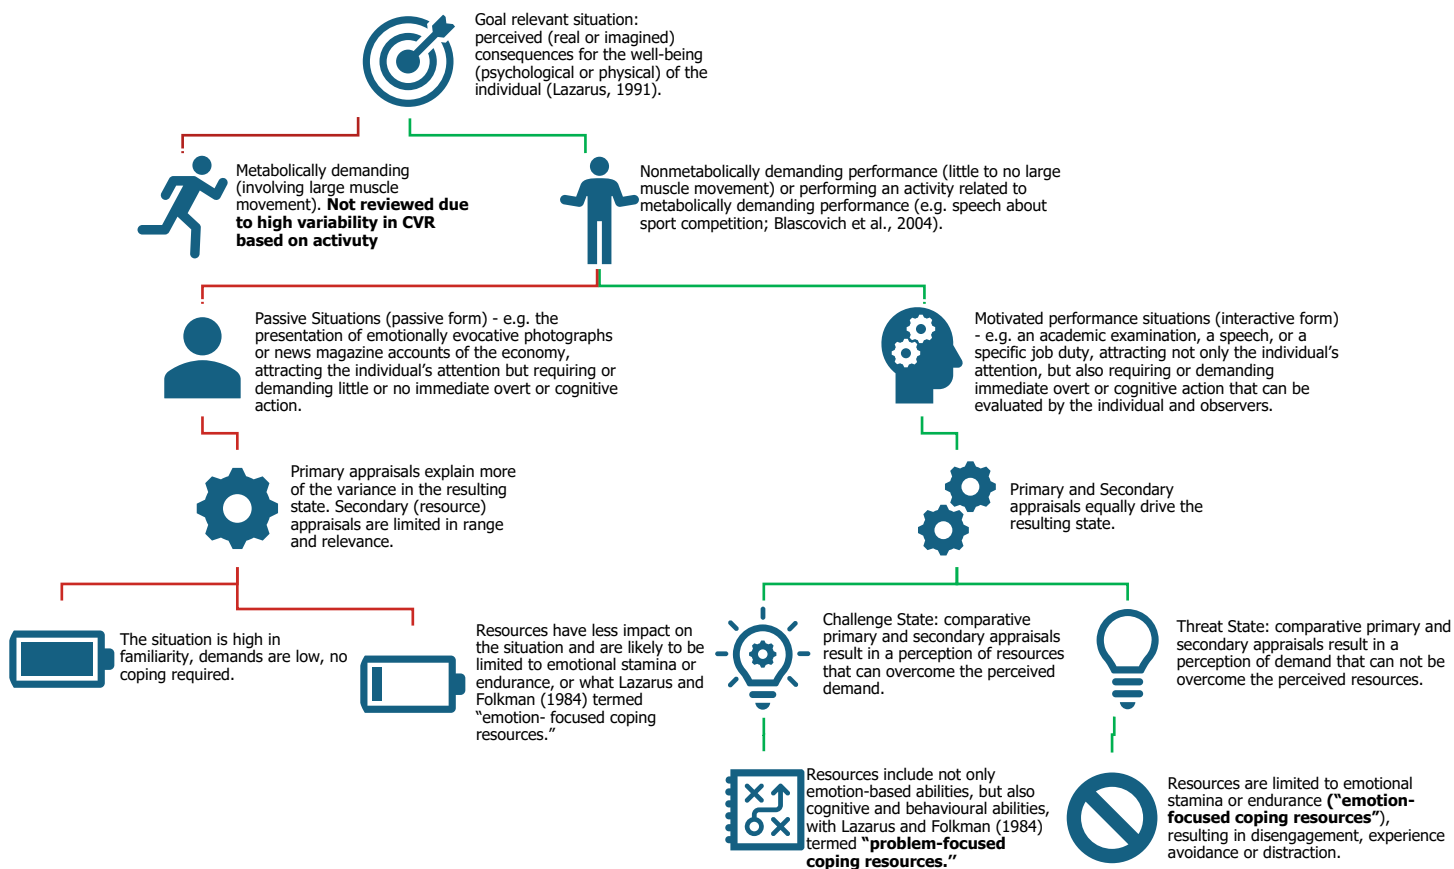 Goal relevant situation:
perceived (real or imagined)
consequences for the well-being
(psychological or physical) of the
individual (Lazarus, 1991).
Metabolically demanding
(involving large muscle
movement). Not reviewed due
to high variability in CVR
based on activuty
Nonmetabolically demanding performance (little to no large
muscle movement) or performing an activity related to
metabolically demanding performance (e.g. speech about
sport competition; Blascovich et al., 2004).
Passive Situations (passive form) - e.g. the
presentation of emotionally evocative photographs
or news magazine accounts of the economy,
attracting the individual's attention but requiring or
demanding little or no immediate overt or cognitive
action.
Motivated performance situations (interactive form)
- e.g. an academic examination, a speech, or a
specific job duty, attracting not only the individual's
attention, but also requiring or demanding
immediate overt or cognitive action that can be
evaluated by the individual and observers.
Primary appraisals explain more
of the variance in the resulting
state. Secondary (resource)
appraisals are limited in range
and relevance.
Primary and Secondary
appraisals equally drive the
resulting state.
The situation is high in
familiarity, demands are low, no
coping required.
Resources have less impact on
the situation and are likely to be
limited to emotional stamina or
endurance, or what Lazarus and
Folkman (1984) termed
“emotion- focused coping
resources.”
Challenge State: comparative
primary and secondary appraisals
result in a perception of resources
that can overcome the perceived
demand.
Threat State: comparative primary and
secondary appraisals result in a
perception of demand that can not be
overcome the perceived resources.
Resources include not only
emotion-based abilities, but also
cognitive and behavioural abilities,
with Lazarus and Folkman (1984)
termed “problem-focused
coping resources.”
Resources are limited to emotional
stamina or endurance (“emotion-
focused coping resources”),
resulting in disengagement, experience
avoidance or distraction.